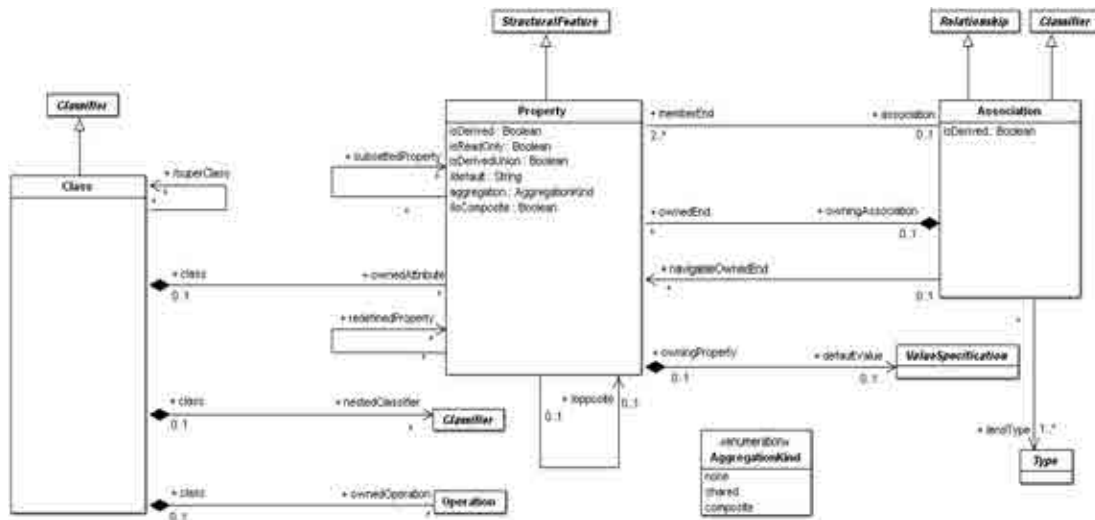 StructuralFeature
Relationship
Classifier
Classifier
Property
isDerived : Boolean
isReadOnly : Boolean
isDerivedUnion : Boolean
/default : String
aggregation : AggregationKind
/isComposite : Boolean
+ memberEnd
2..*
+ association
0..1
Association
isDerived : Boolean
+ subsettedProperty
*
*
Class
+ /superClass
*
*
+ ownedEnd
*
+ owningAssociation
0..1
+ class
0..1
+ ownedAttribute
*
+ navigableOwnedEnd
*
0..1
+ redefinedProperty
*
*
*
+ owningProperty
0..1
+ defaultValue
0..1
ValueSpecification
+ class
0..1
+ nestedClassifier
*
Classifier
+ /opposite
0..1
0..1
«enumeration»
AggregationKind
none
shared
composite
+ /endType
1..*
Type
+ class
0..1
+ ownedOperation
*
Operation